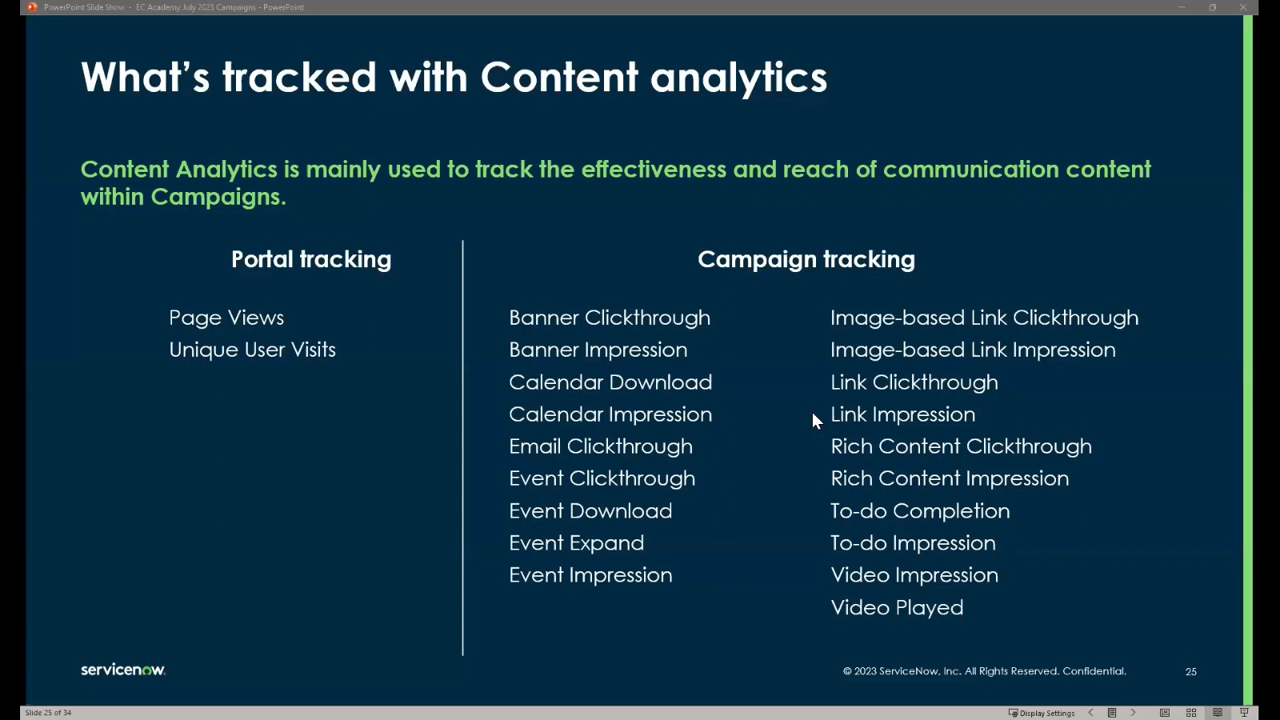 PowerPoint Slide Show - EC Academy July 2023 Campaigns - PowerPoint
What's tracked with Content analytics
Content Analytics is mainly used to track the effectiveness and reach of communication content
within Campaigns.
Portal tracking
Page Views
Unique User Visits
Campaign tracking
Banner Clickthrough
Banner Impression
Calendar Download
Calendar Impression
Email Clickthrough
Event Clickthrough
Event Download
Event Expand
Event Impression
Image-based Link Clickthrough
Image-based Link Impression
Link Clickthrough
Link Impression
Rich Content Clickthrough
Rich Content Impression
To-do Completion
To-do Impression
Video Impression
Video Played
servicenow.
© 2023 ServiceNow, Inc. All Rights Reserved. Confidential.
25
Slide 25 of 34
Display Settings